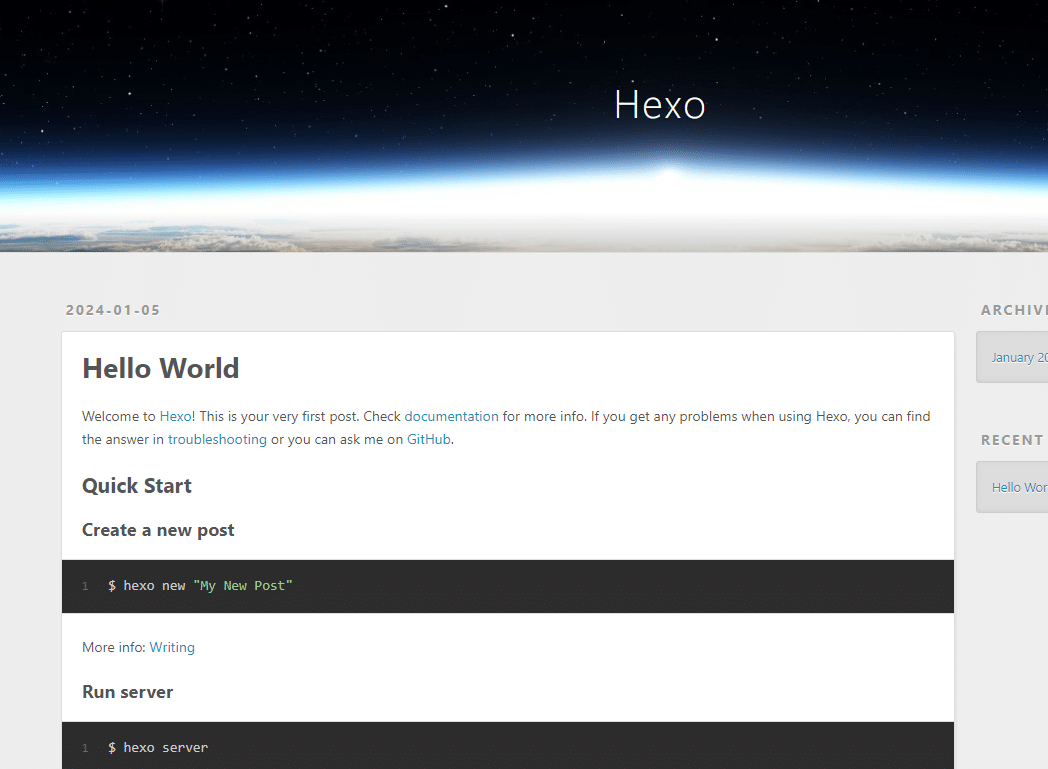 Hexo
2024-01-05
Hello World
Welcome to Hexo! This is your very first post. Check documentation for more info. If you get any problems when using Hexo, you can find
the answer in troubleshooting or you can ask me on GitHub.
Quick Start
Create a new post
1 $ hexo new "My New Post"
More info: Writing
Run server
1 $ hexo server
January
RECENT
Hello